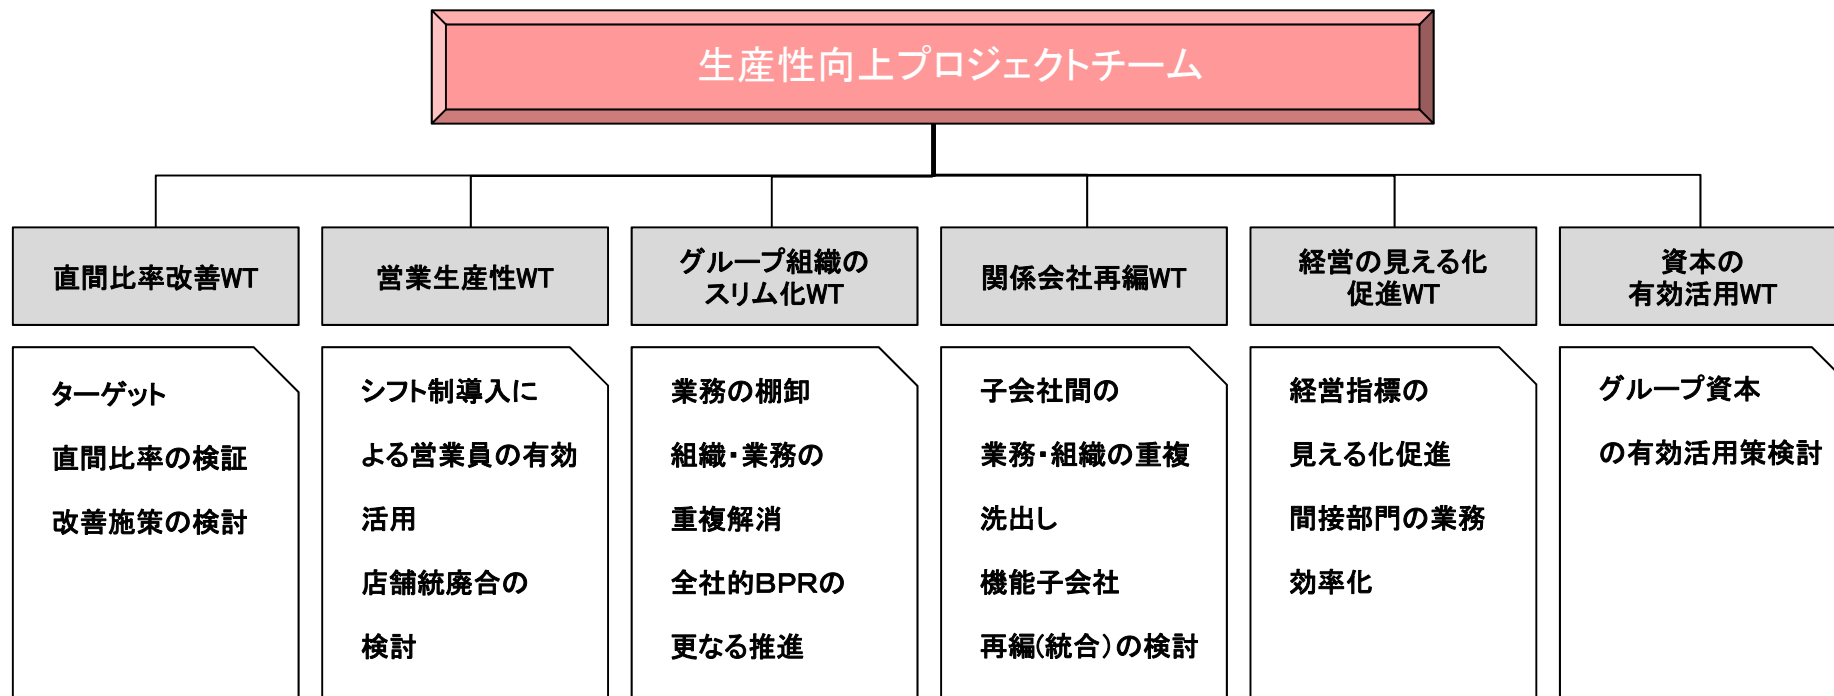 生産性向上プロジェクトチーム
直間比率改善WT
営業生産性WT
グループ組織の
スリム化WT
関係会社再編WT
経営の見える化
促進WT
資本の
有効活用WT
ターゲット
直間比率の検証
改善施策の検討
シフト制導入に
よる営業員の有効
活用
店舗統廃合の
検討
業務の棚卸
組織・業務の
重複解消
全社的BPRの
更なる推進
子会社間の
業務・組織の重複
洗出し
機能子会社
再編(統合)の検討
経営指標の
見える化促進
間接部門の業務
効率化
グループ資本
の有効活用策検討